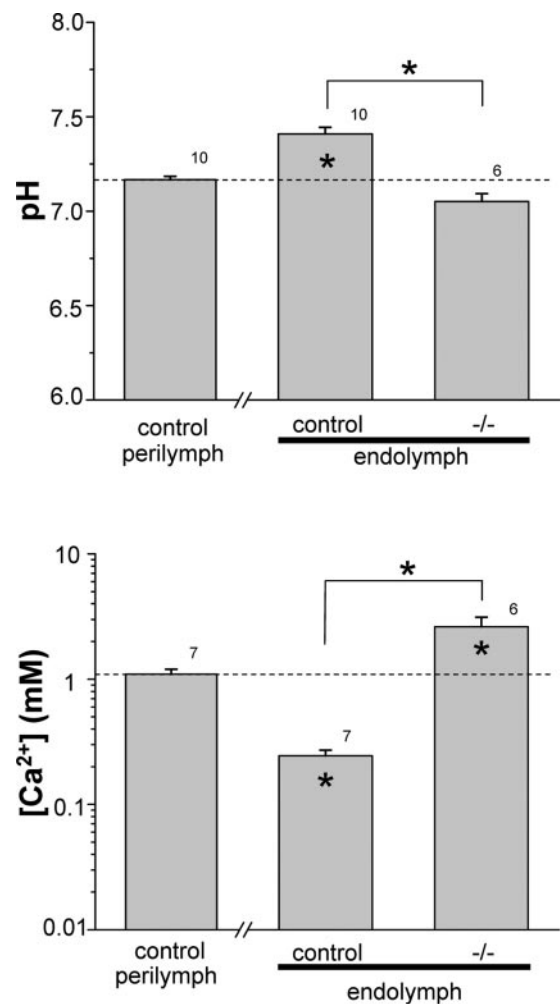 8.0
7.5
7.0
6.5
6.0
pH
10
10
6
*
*
control
perilymph
//
control
-/-
endolymph
10
1
0.1
0.01
[Ca²⁺] (mM)
7
7
6
*
*
*
control
perilymph
//
control
-/-
endolymph